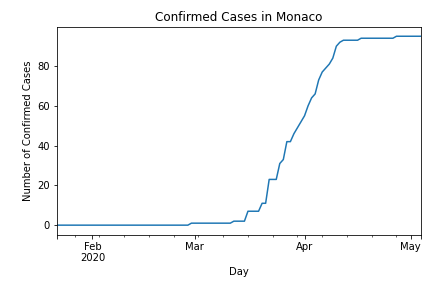 Confirmed Cases in Monaco
Number of Confirmed Cases
80
60
40
20
0
Feb
2020
Mar
Apr
May
Day